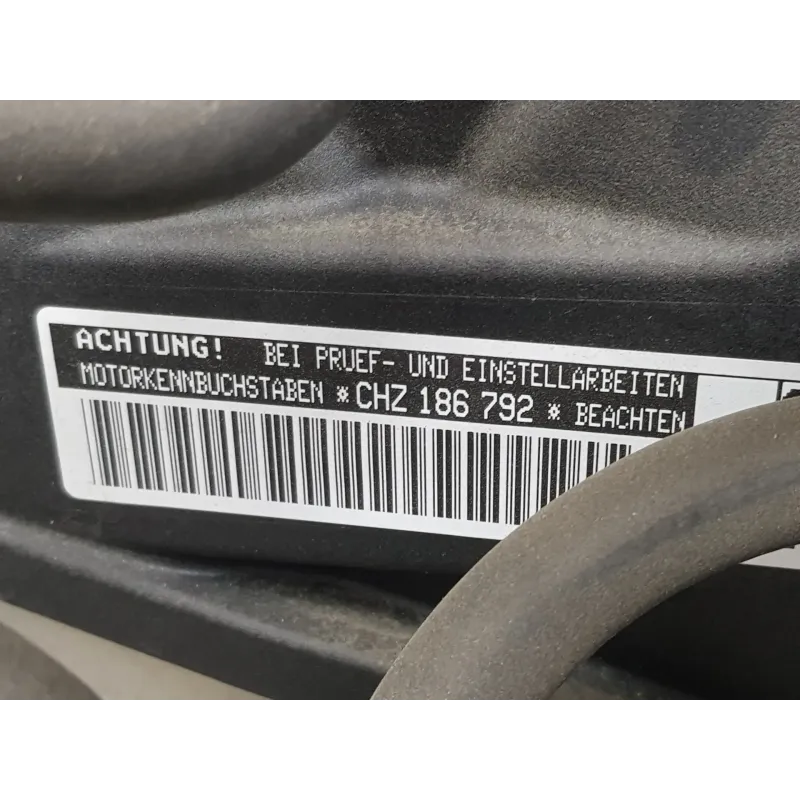 ACHTUNG! BEI PRUEF- UND EINSTELLARBEITEN
MOTORKENNBUCHSTABEN *CHZ 186 792* BEACHTEN